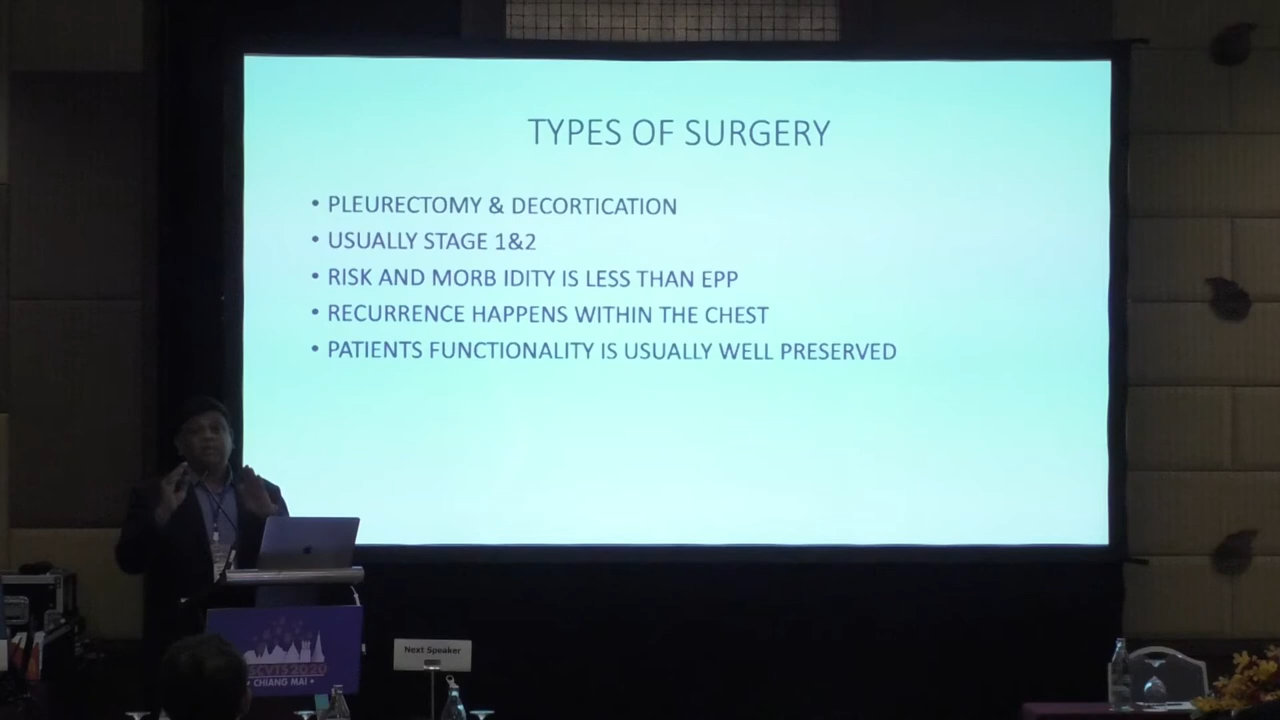 TYPES OF SURGERY
• PLEURECTOMY & DECORTICATION
• USUALLY STAGE 1&2
• RISK AND MORB IDITY IS LESS THAN EPP
• RECURRENCE HAPPENS WITHIN THE CHEST
• PATIENTS FUNCTIONALITY IS USUALLY WELL PRESERVED
SCVTS2020
• CHIANG MAI •
Next Speaker